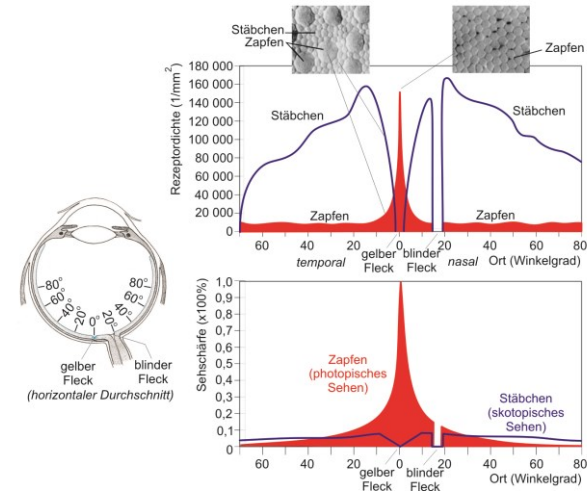 Stäbchen
Zapfen
Zapfen
Rezeptordichte (1/mm²)
180 000
160 000
140 000
120 000
100 000
80 000
60 000
40 000
20 000
0
Stäbchen
Stäbchen
Zapfen
Zapfen
60
40
20
0
20
40
60
80
temporal
gelber
Fleck
blinder
Fleck
nasal
Ort (Winkelgrad)
80°
60°
40°
20°
0°
20°
40°
60°
80°
gelber
Fleck
blinder
Fleck
(horizontaler Durchschnitt)
Sehschärfe (x100%)
1,0
0,9
0,8
0,7
0,6
0,5
0,4
0,3
0,2
0,1
0
Zapfen
(photopisches
Sehen)
Stäbchen
(skotopisches
Sehen)
60
40
20
0
20
40
60
80
gelber
Fleck
blinder
Fleck
Ort (Winkelgrad)